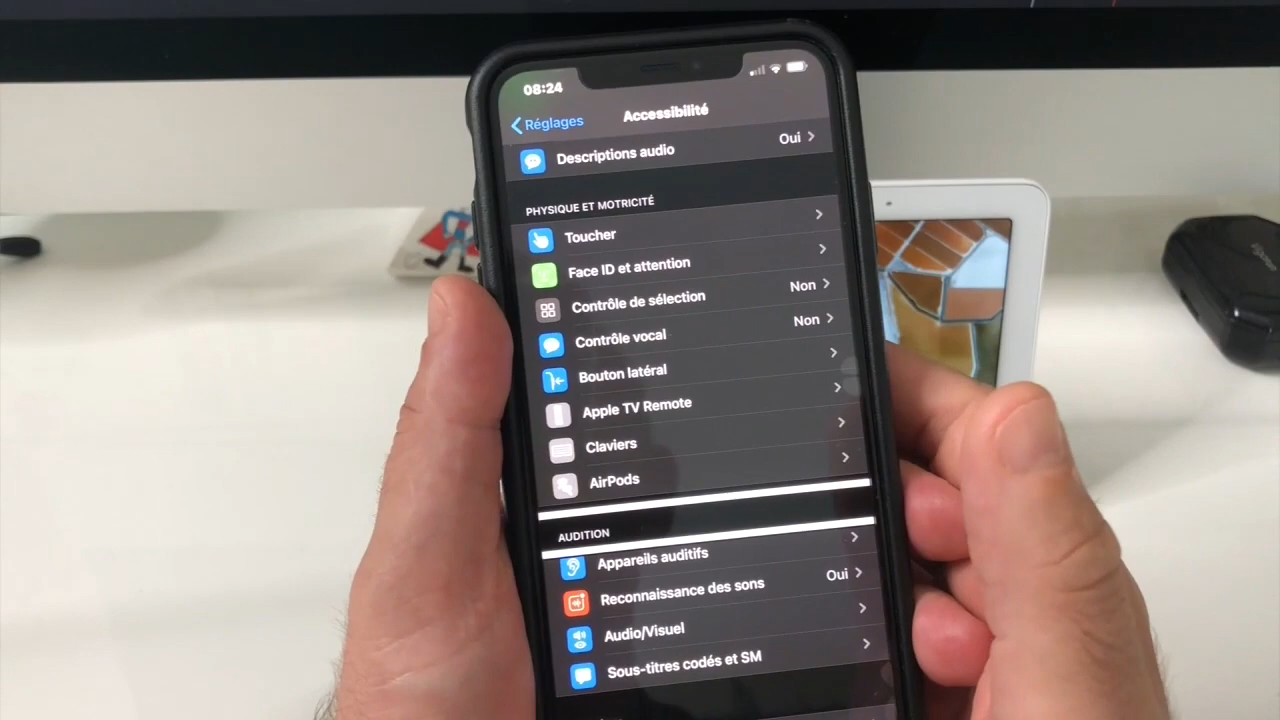 08:24
Réglages
Accessibilité
Descriptions audio Oui
PHYSIQUE ET MOTRICITÉ
Toucher
Face ID et attention
Contrôle de sélection Non
Contrôle vocal Non
Bouton latéral
Apple TV Remote
Claviers
AirPods
AUDITION
Appareils auditifs
Reconnaissance des sons Oui
Audio/Visuel
Sous-titres codés et SM